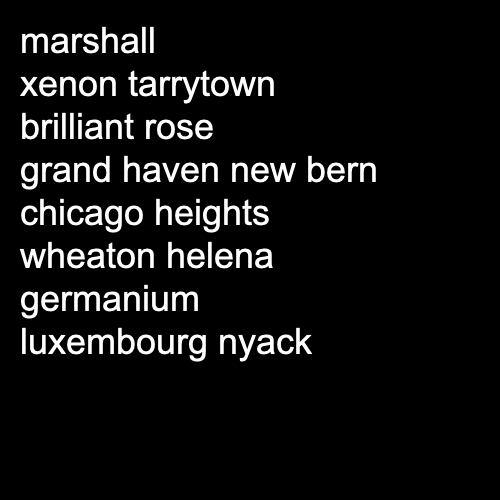 marshall
xenon tarrytown
brilliant rose
grand haven new bern
chicago heights
wheaton helena
germanium
luxembourg nyack